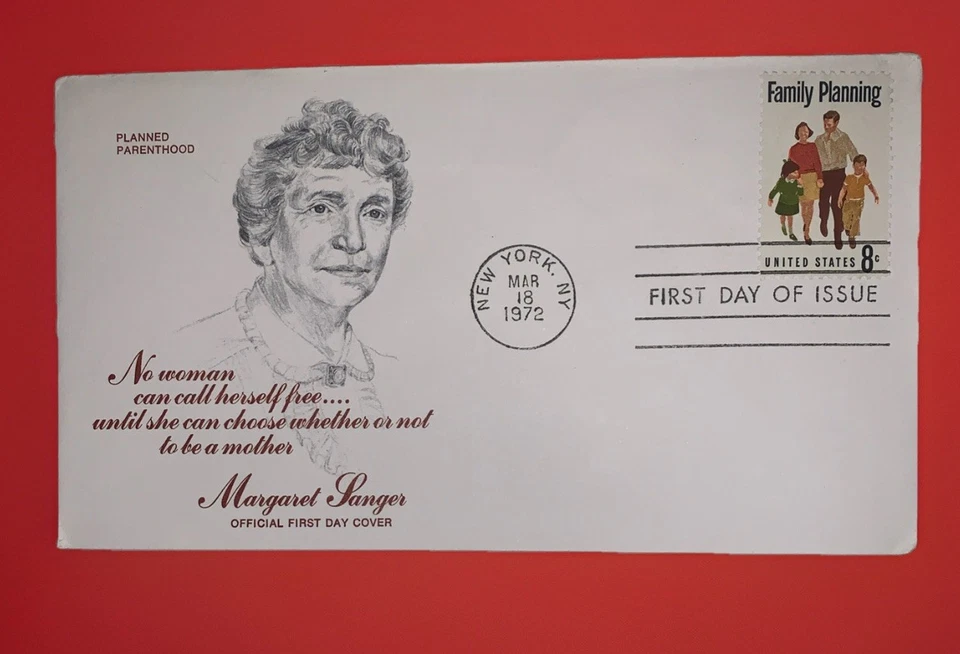 PLANNED
PARENTHOOD
No woman
can call herself free....
until she can choose whether or not
to be a mother
Margaret Sanger
OFFICIAL FIRST DAY COVER
NEW YORK, NY
MAR
18
1972
Family Planning
UNITED STATES 8c
FIRST DAY OF ISSUE